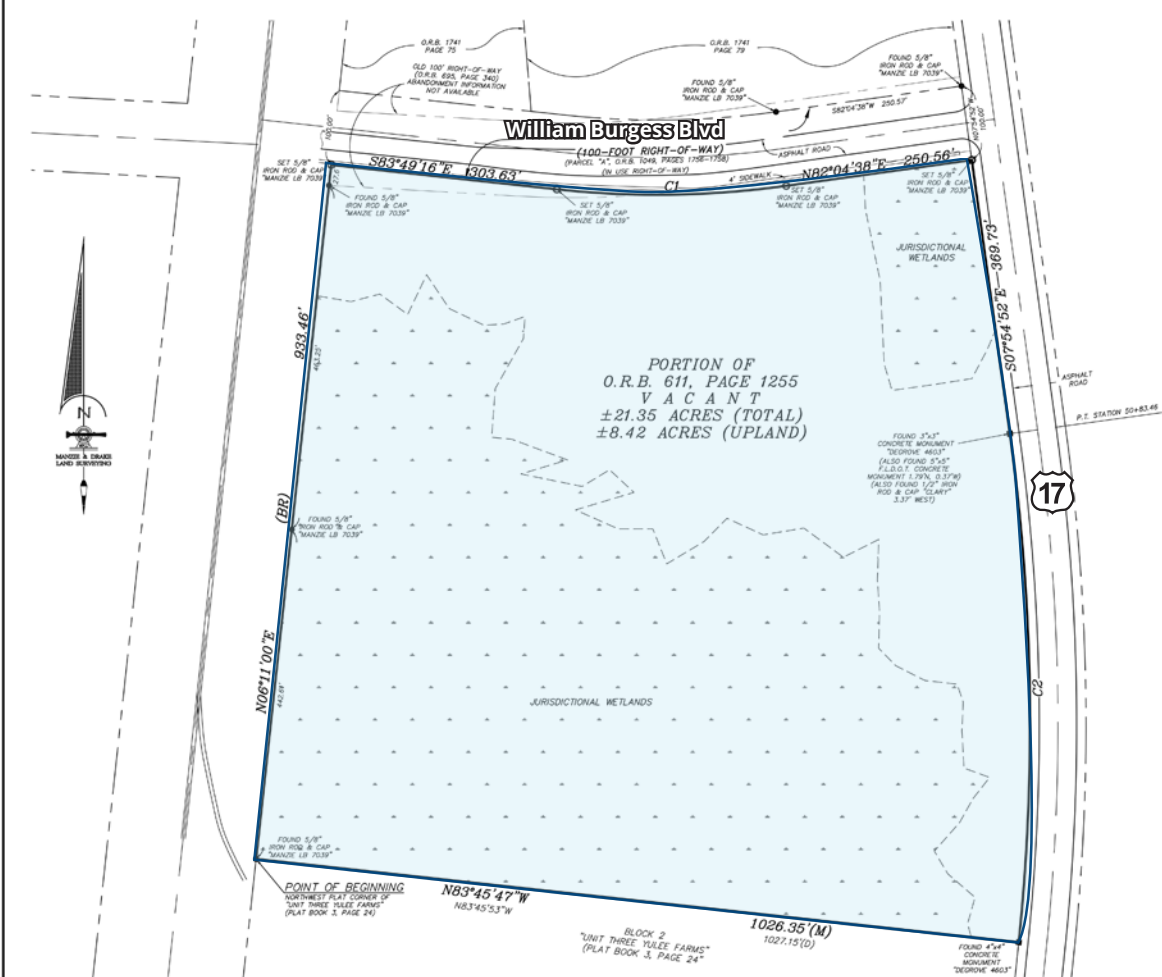 O.R.B. 1741
PAGE 75
O.R.B. 1741
PAGE 79
OLD 100' RIGHT-OF-WAY
(O.R.B. 695, PAGE 340)
ABANDONMENT INFORMATION
NOT AVAILABLE
FOUND 5/8"
IRON ROD & CAP
"MANZIE LB 7039"
FOUND 5/8"
IRON ROD & CAP
"MANZIE LB 7039"
S82°04'38"W 250.57'
100.00'
N07°54'52"W
100.00'
William Burgess Blvd
(100-FOOT RIGHT-OF-WAY)
(PARCEL "A", O.R.B. 1049, PAGES 1756-1758)
(IN USE RIGHT-OF-WAY)
ASPHALT ROAD
4' SIDEWALK
SET 5/8"
IRON ROD & CAP
"MANZIE LB 7039"
S83°49'16"E 303.63'
C1
N82°04'38"E 250.56'
FOUND 5/8"
IRON ROD & CAP
"MANZIE LB 7039"
SET 5/8"
IRON ROD & CAP
"MANZIE LB 7039"
SET 5/8"
IRON ROD & CAP
"MANZIE LB 7039"
SET 5/8"
IRON ROD & CAP
"MANZIE LB 7039"
JURISDICTIONAL
WETLANDS
S07°54'52"E 369.73'
933.46'
463.25'
PORTION OF
O.R.B. 611, PAGE 1255
V A C A N T
±21.35 ACRES (TOTAL)
±8.42 ACRES (UPLAND)
ASPHALT
ROAD
P.T. STATION 50+83.46
N
MANZIE & DRAKE
LAND SURVEYING
FOUND 3"x3"
CONCRETE MONUMENT
"DEGROVE 4603"
(ALSO FOUND 5"x5"
F.L.D.O.T. CONCRETE
MONUMENT 1.79'N, 0.37'W)
(ALSO FOUND 1/2" IRON
ROD & CAP "CLARY"
3.37' WEST)
17
(BR)
FOUND 5/8"
IRON ROD & CAP
"MANZIE LB 7039"
N06°11'00"E
442.69'
C2
JURISDICTIONAL WETLANDS
FOUND 5/8"
IRON ROD & CAP
"MANZIE LB 7039"
POINT OF BEGINNING
NORTHWEST PLAT CORNER OF
"UNIT THREE YULEE FARMS"
(PLAT BOOK 3, PAGE 24)
N83°45'47"W
N83°45'53"W
1026.35'(M)
1027.15'(D)
BLOCK 2
"UNIT THREE YULEE FARMS"
(PLAT BOOK 3, PAGE 24"
FOUND 4"x4"
CONCRETE
MONUMENT
"DEGROVE 4603"